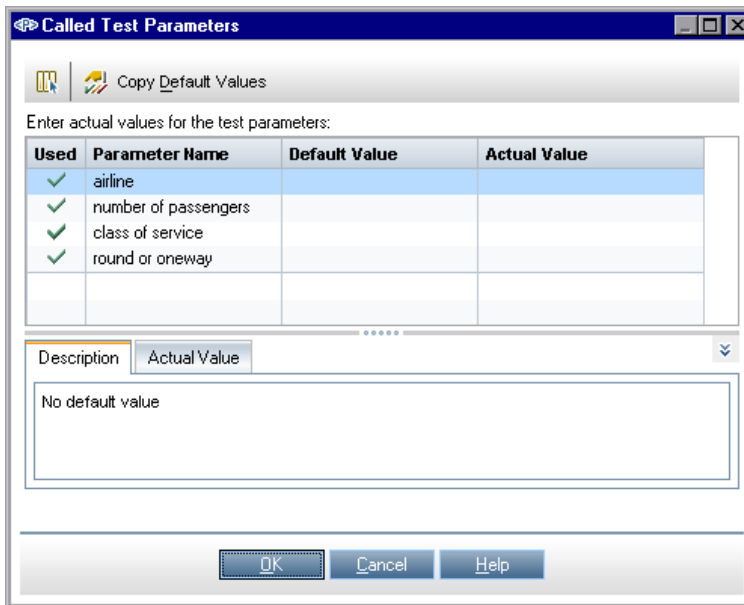 Called Test Parameters
Copy Default Values
Enter actual values for the test parameters:
Used Parameter Name Default Value Actual Value
airline
number of passengers
class of service
round or oneway
Description Actual Value
No default value
OK Cancel Help